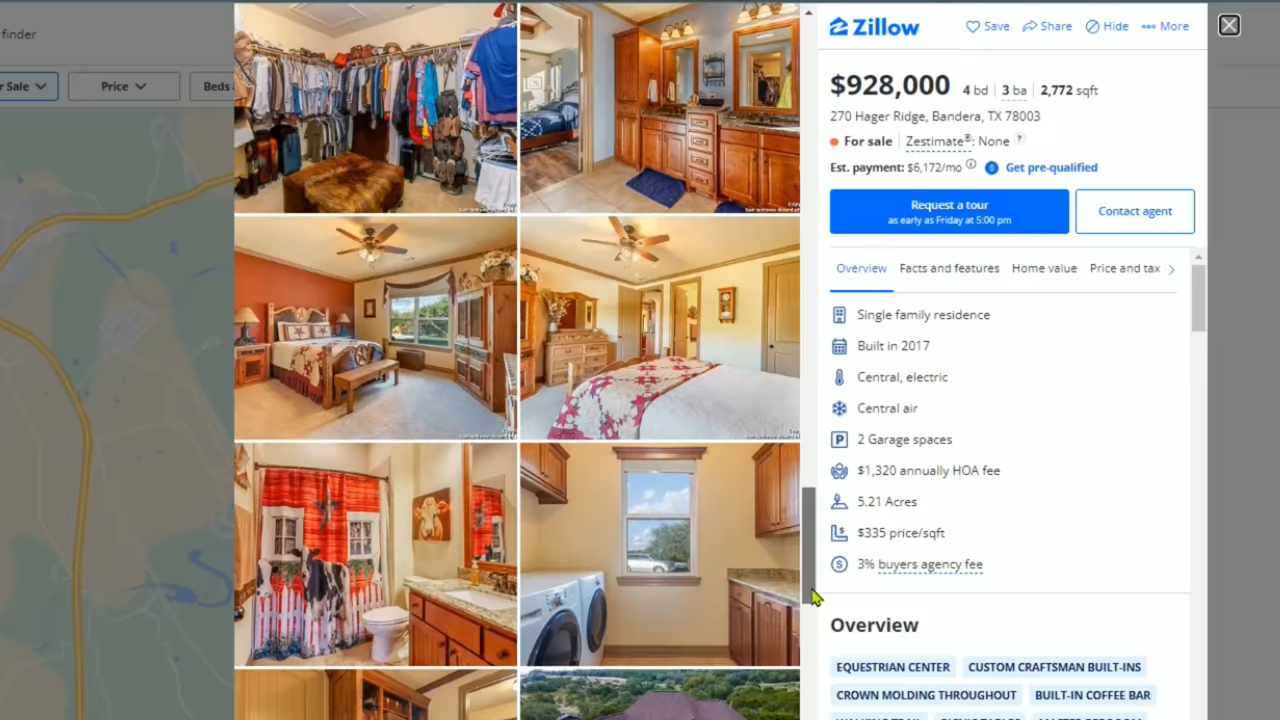 finder
r Sale
Price
Beds
Zillow
Save
Share
Hide
More
$928,000 4 bd 3 ba 2,772 sqft
270 Hager Ridge, Bandera, TX 78003
For sale Zestimate®: None ?
Est. payment: $6,172/mo Get pre-qualified
Request a tour
as early as Friday at 5:00 pm
Contact agent
Overview Facts and features Home value Price and tax
Single family residence
Built in 2017
Central, electric
Central air
2 Garage spaces
$1,320 annually HOA fee
5.21 Acres
$335 price/sqft
3% buyers agency fee
Overview
EQUESTRIAN CENTER CUSTOM CRAFTSMAN BUILT-INS
CROWN MOLDING THROUGHOUT BUILT-IN COFFEE BAR